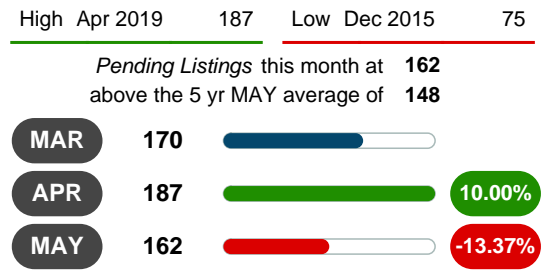 High Apr 2019 187 Low Dec 2015 75
Pending Listings this month at 162
above the 5 yr MAY average of 148
MAR 170
APR 187 10.00%
MAY 162 -13.37%